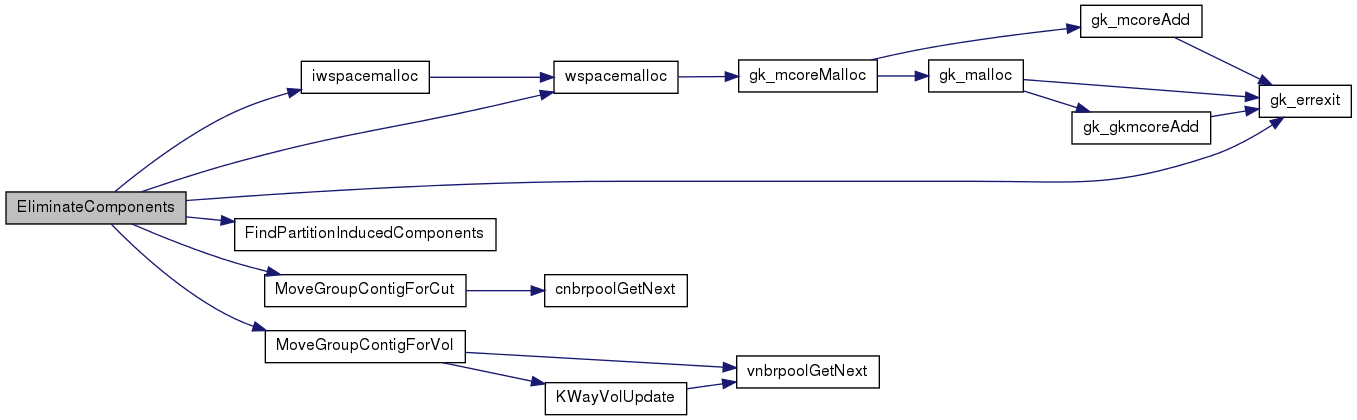 gk_mcoreAdd
iwspacemalloc
wspacemalloc
gk_mcoreMalloc
gk_malloc
gk_errexit
gk_gkmcoreAdd
EliminateComponents
FindPartitionInducedComponents
MoveGroupContigForCut
cnbrpoolGetNext
MoveGroupContigForVol
vnbrpoolGetNext
KWayVolUpdate